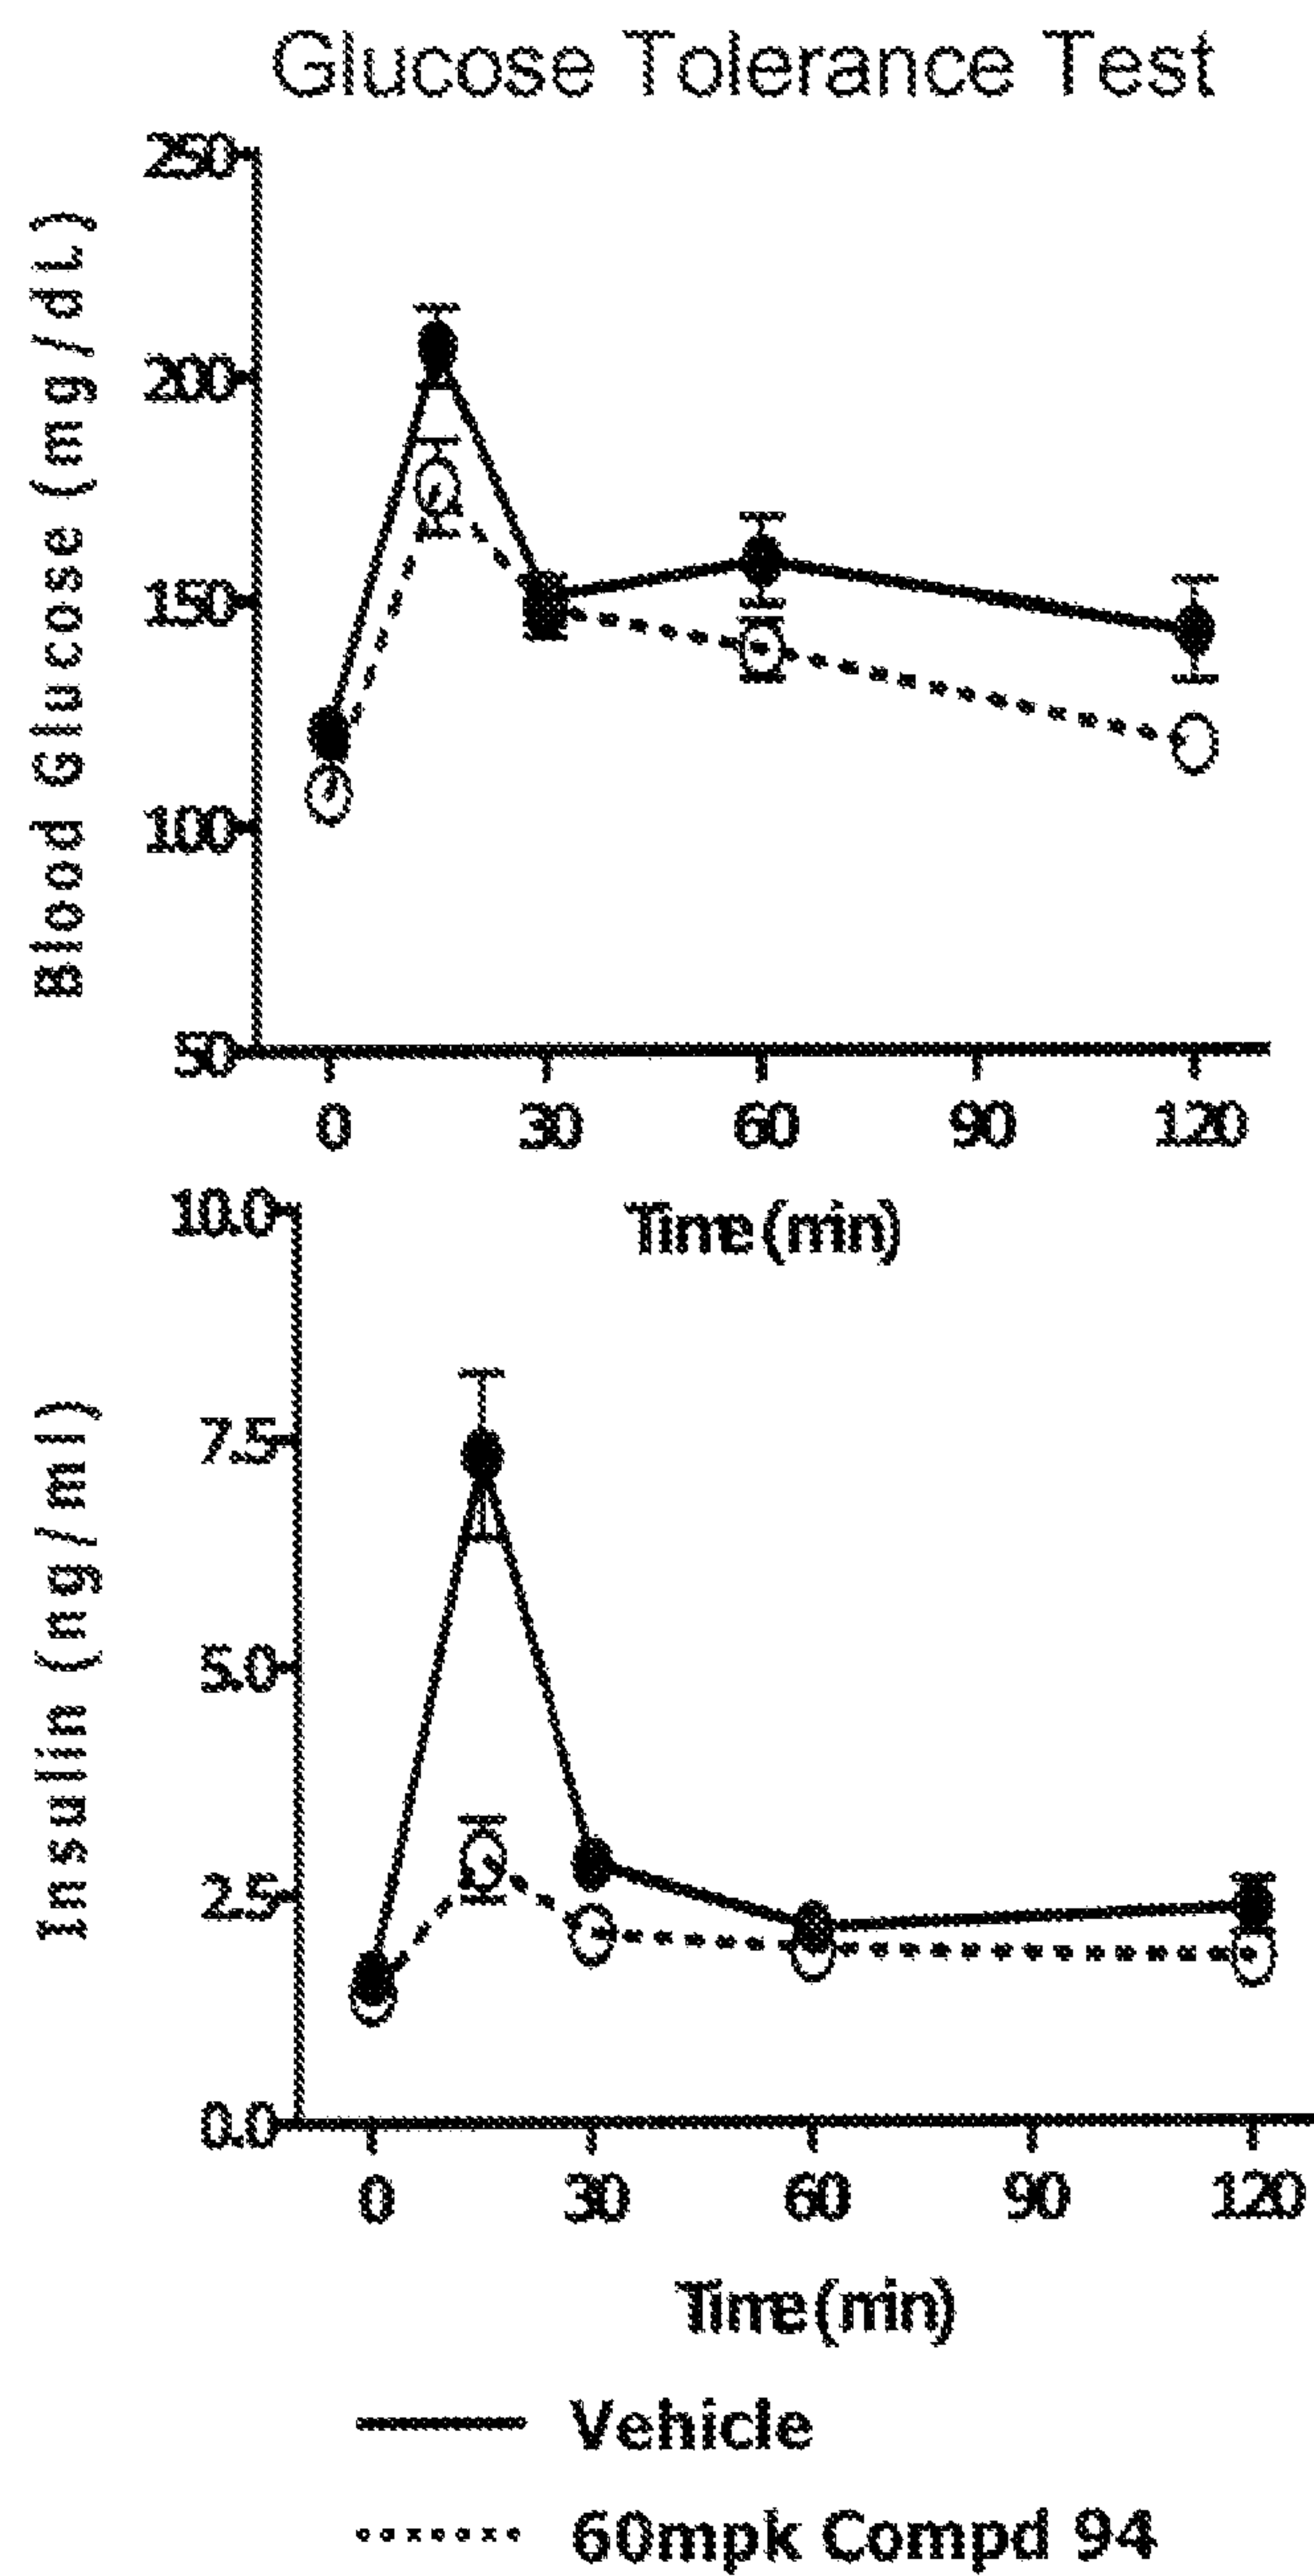 Glucose Tolerance Test
Blood Glucose (mg/dL)
250
200
150
100
50
0 30 60 90 120
Time (min)
Insulin (ng/ml)
10.0
7.5
5.0
2.5
0.0
0 30 60 90 120
Time (min)
Vehicle
60mpk Compd 94